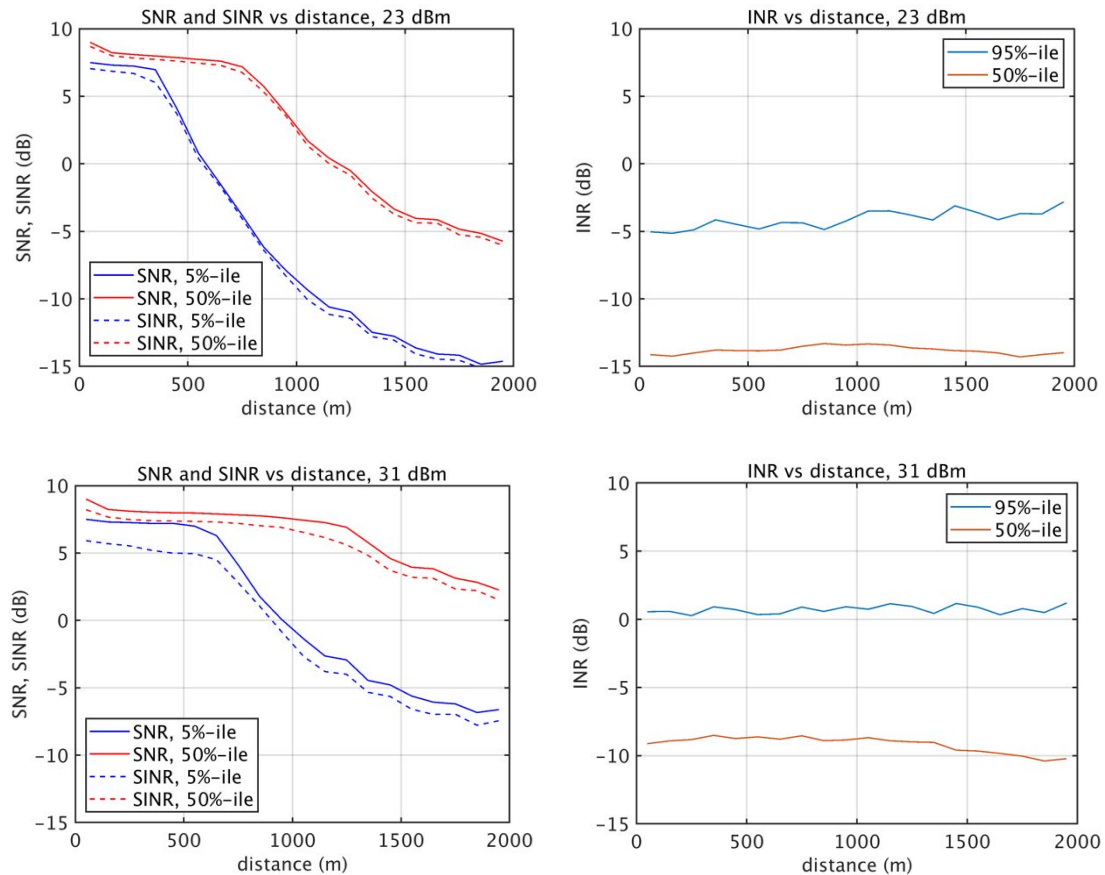 SNR and SINR vs distance, 23 dBm
10
5
0
−5
−10
−15
SNR, SINR (dB)
SNR, 5%-ile
SNR, 50%-ile
SINR, 5%-ile
SINR, 50%-ile
0 500 1000 1500 2000
distance (m)
INR vs distance, 23 dBm
10
5
0
−5
−10
−15
INR (dB)
95%-ile
50%-ile
0 500 1000 1500 2000
distance (m)
SNR and SINR vs distance, 31 dBm
10
5
0
−5
−10
−15
SNR, SINR (dB)
SNR, 5%-ile
SNR, 50%-ile
SINR, 5%-ile
SINR, 50%-ile
0 500 1000 1500 2000
distance (m)
INR vs distance, 31 dBm
10
5
0
−5
−10
−15
INR (dB)
95%-ile
50%-ile
0 500 1000 1500 2000
distance (m)